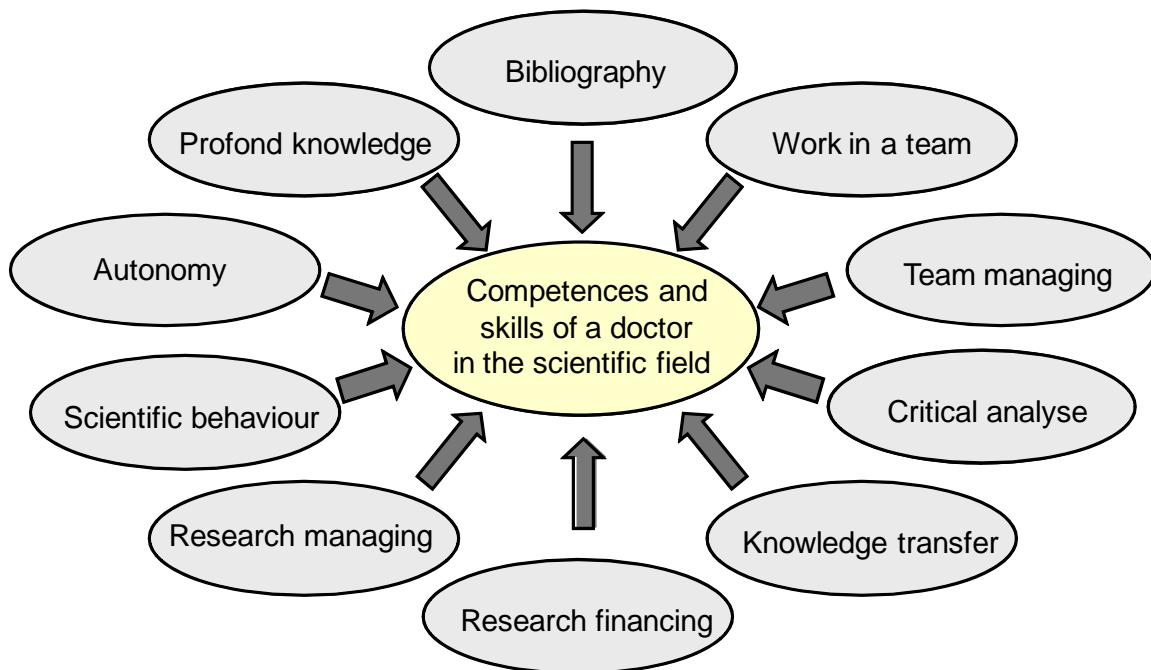 Bibliography
Profond knowledge
Work in a team
Autonomy
Team managing
Competences and
skills of a doctor
in the scientific field
Scientific behaviour
Critical analyse
Research managing
Knowledge transfer
Research financing